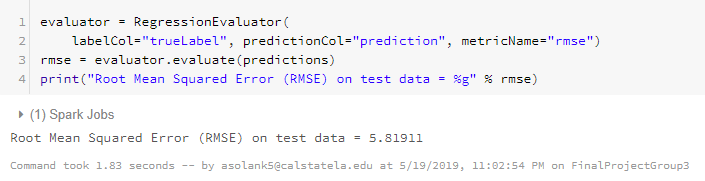 1 evaluator = RegressionEvaluator(
2     labelCol="trueLabel", predictionCol="prediction", metricName="rmse")
3 rmse = evaluator.evaluate(predictions)
4 print("Root Mean Squared Error (RMSE) on test data = %g" % rmse)
(1) Spark Jobs
Root Mean Squared Error (RMSE) on test data = 5.81911
Command took 1.83 seconds -- by asolank5@calstatela.edu at 5/19/2019, 11:02:54 PM on FinalProjectGroup3